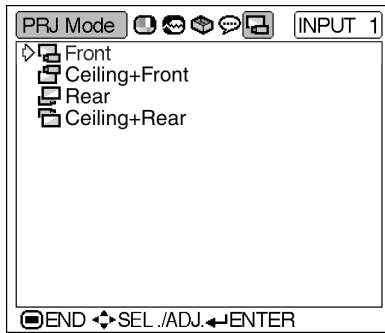 PRJ Mode INPUT 1
Front
Ceiling+Front
Rear
Ceiling+Rear
END SEL./ADJ. ENTER